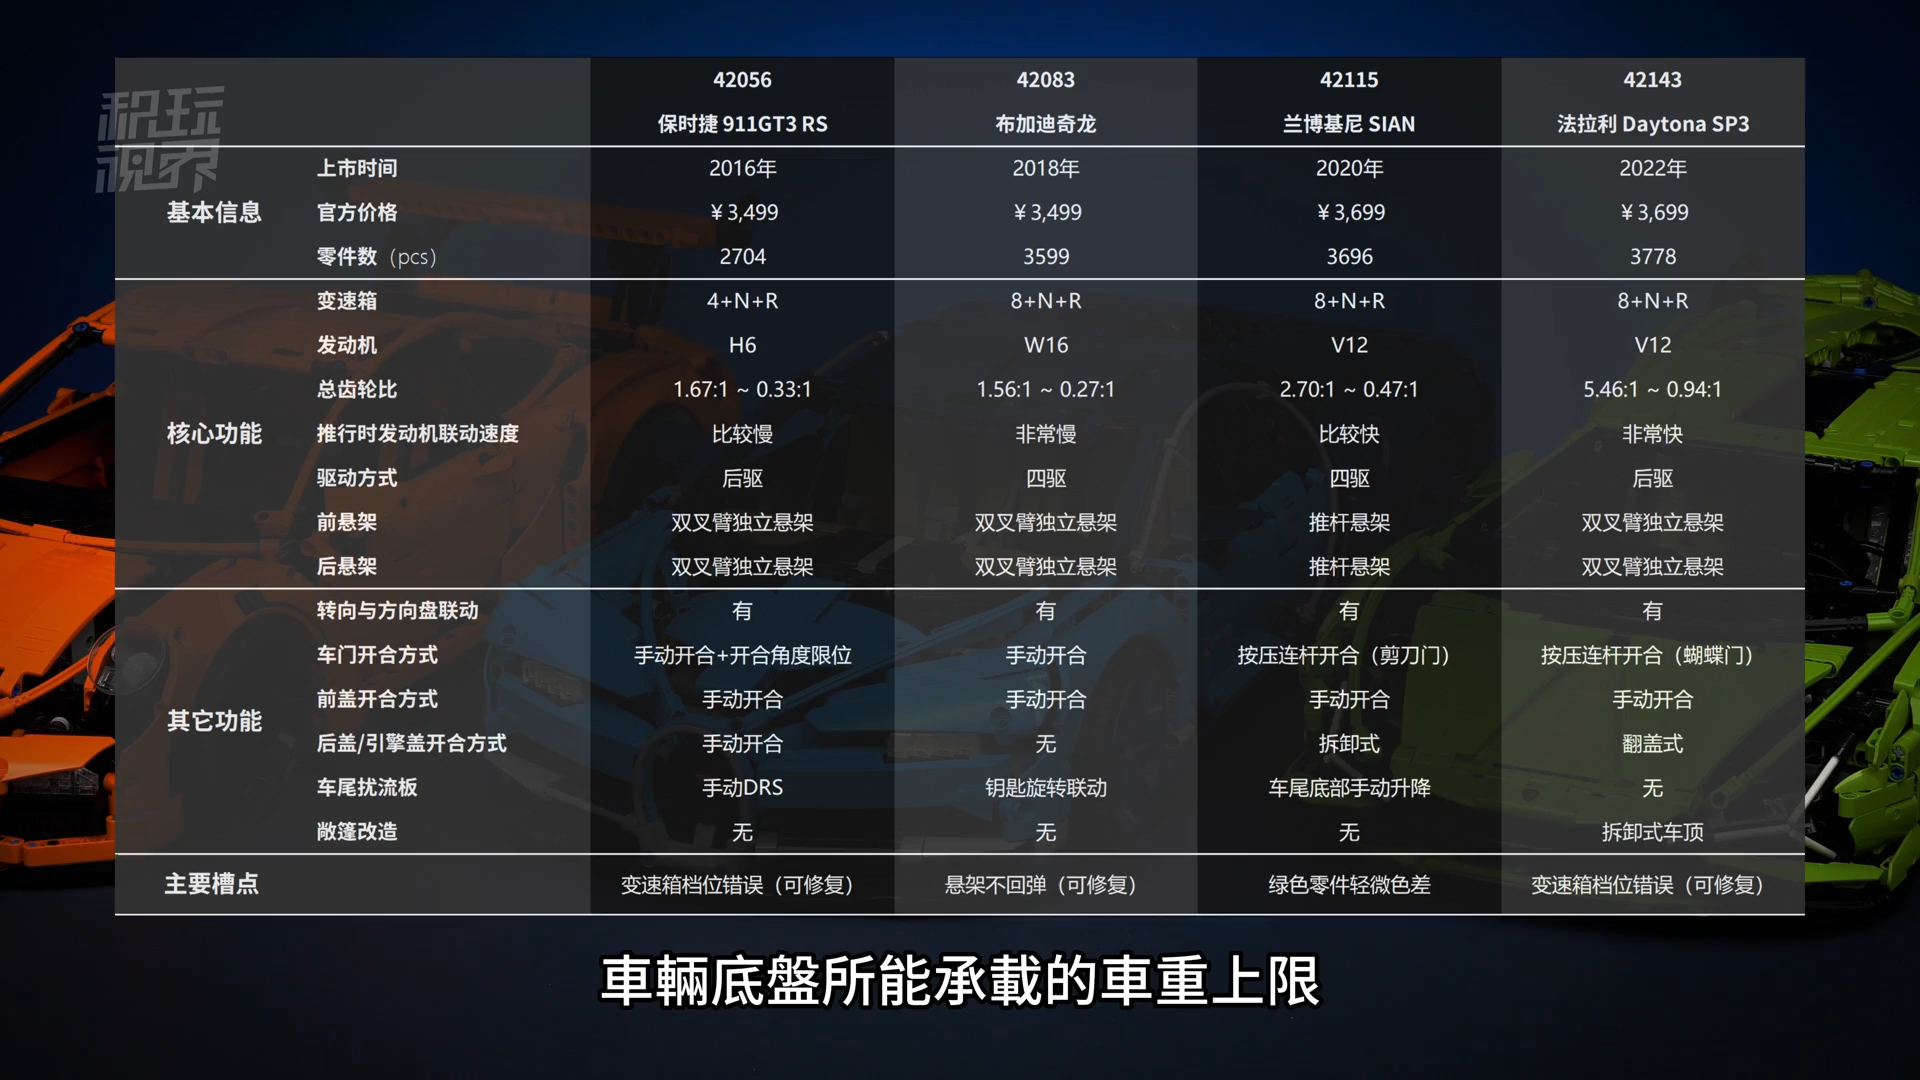 积玩
视界
42056 42083 42115 42143
保时捷 911GT3 RS 布加迪奇龙 兰博基尼 SIAN 法拉利 Daytona SP3
基本信息
上市时间 2016年 2018年 2020年 2022年
官方价格 ¥3,499 ¥3,499 ¥3,699 ¥3,699
零件数（pcs） 2704 3599 3696 3778
核心功能
变速箱 4+N+R 8+N+R 8+N+R 8+N+R
发动机 H6 W16 V12 V12
总齿轮比 1.67:1 ~ 0.33:1 1.56:1 ~ 0.27:1 2.70:1 ~ 0.47:1 5.46:1 ~ 0.94:1
推行时发动机联动速度 比较慢 非常慢 比较快 非常快
驱动方式 后驱 四驱 四驱 后驱
前悬架 双叉臂独立悬架 双叉臂独立悬架 推杆悬架 双叉臂独立悬架
后悬架 双叉臂独立悬架 双叉臂独立悬架 推杆悬架 双叉臂独立悬架
其它功能
转向与方向盘联动 有 有 有 有
车门开合方式 手动开合+开合角度限位 手动开合 按压连杆开合（剪刀门） 按压连杆开合（蝴蝶门）
前盖开合方式 手动开合 手动开合 手动开合 手动开合
后盖/引擎盖开合方式 手动开合 无 拆卸式 翻盖式
车尾扰流板 手动DRS 钥匙旋转联动 车尾底部手动升降 无
敞篷改造 无 无 无 拆卸式车顶
主要槽点 变速箱档位错误（可修复） 悬架不回弹（可修复） 绿色零件轻微色差 变速箱档位错误（可修复）
車輛底盤所能承載的車重上限